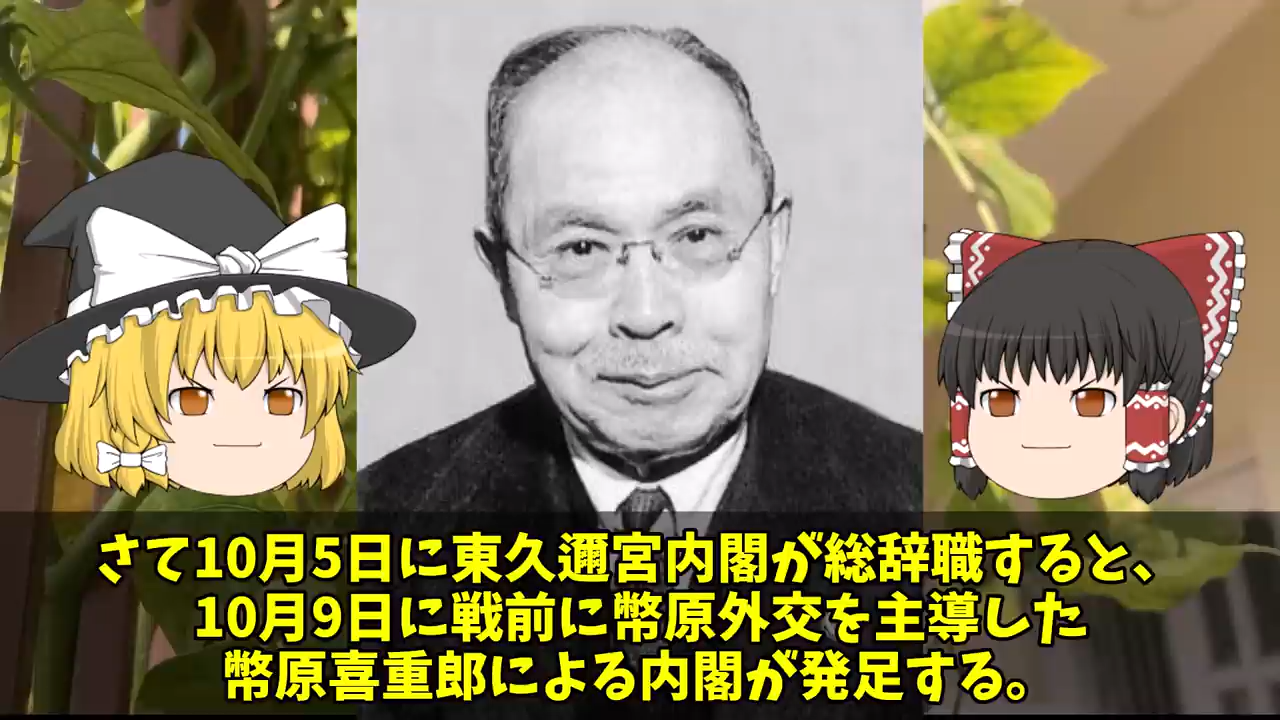 さて10月5日に東久邇宮内閣が総辞職すると、
10月9日に戦前に幣原外交を主導した
幣原喜重郎による内閣が発足する。